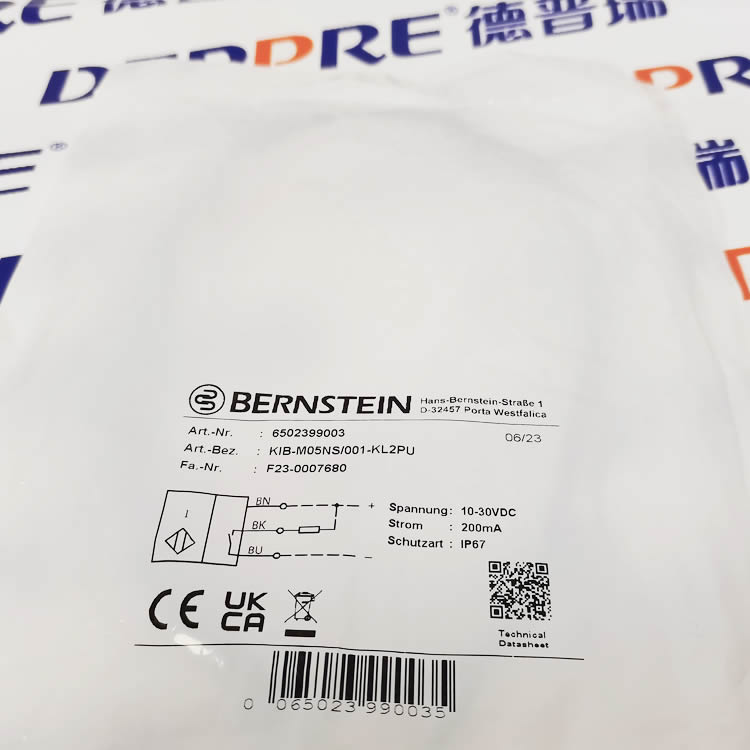 DEPPRE® 德普瑞
BERNSTEIN
Hans-Bernstein-Straße 1
D-32457 Porta Westfalica
Art.-Nr. : 6502399003
06/23
Art.-Bez. : KIB-M05NS/001-KL2PU
Fa.-Nr. : F23-0007680
I
BN +
BK
BU –
Spannung: 10-30VDC
Strom : 200mA
Schutzart : IP67
CE UK CA
Technical
Datasheet
0 065023 990035